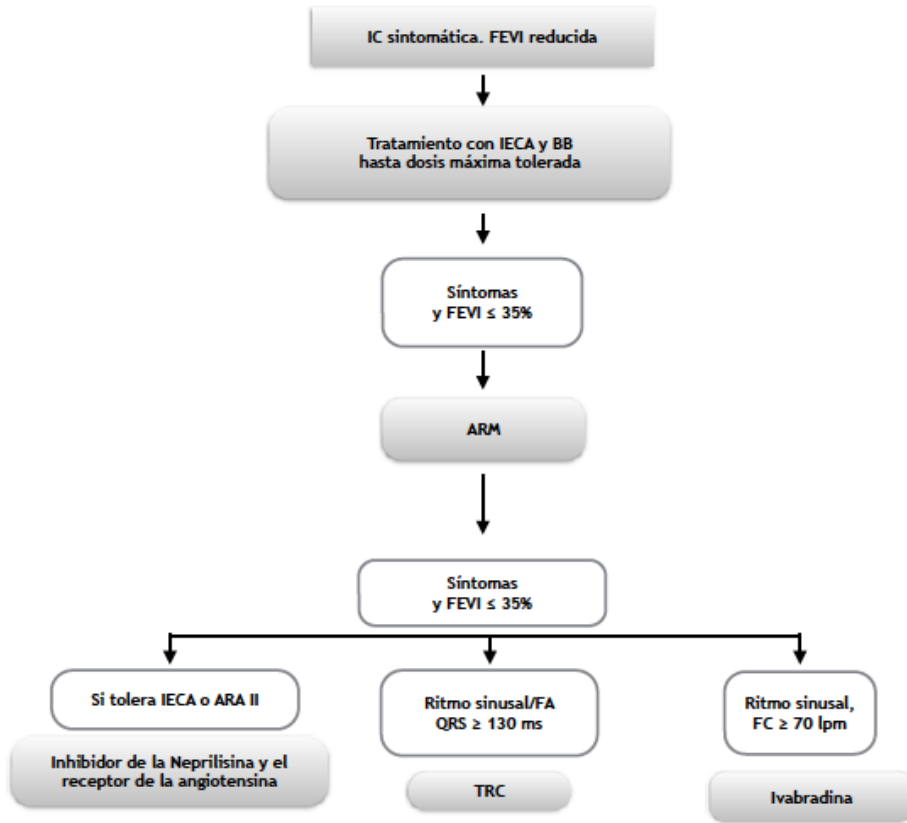 IC sintomática. FEVI reducida
Tratamiento con IECA y BB
hasta dosis máxima tolerada
Síntomas
y FEVI ≤ 35%
ARM
Síntomas
y FEVI ≤ 35%
Si tolera IECA o ARA II
Inhibidor de la Neprilisina y el
receptor de la angiotensina
Ritmo sinusal/FA
QRS ≥ 130 ms
TRC
Ritmo sinusal,
FC ≥ 70 lpm
Ivabradina